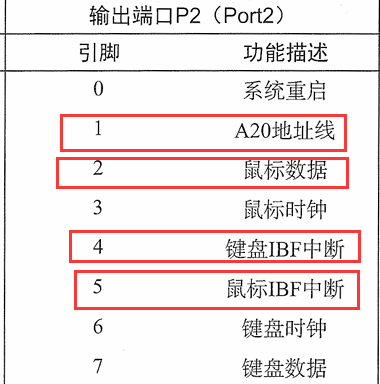 输出端口P2（Port2）
引脚 功能描述
0 系统重启
1 A20地址线
2 鼠标数据
3 鼠标时钟
4 键盘IBF中断
5 鼠标IBF中断
6 键盘时钟
7 键盘数据